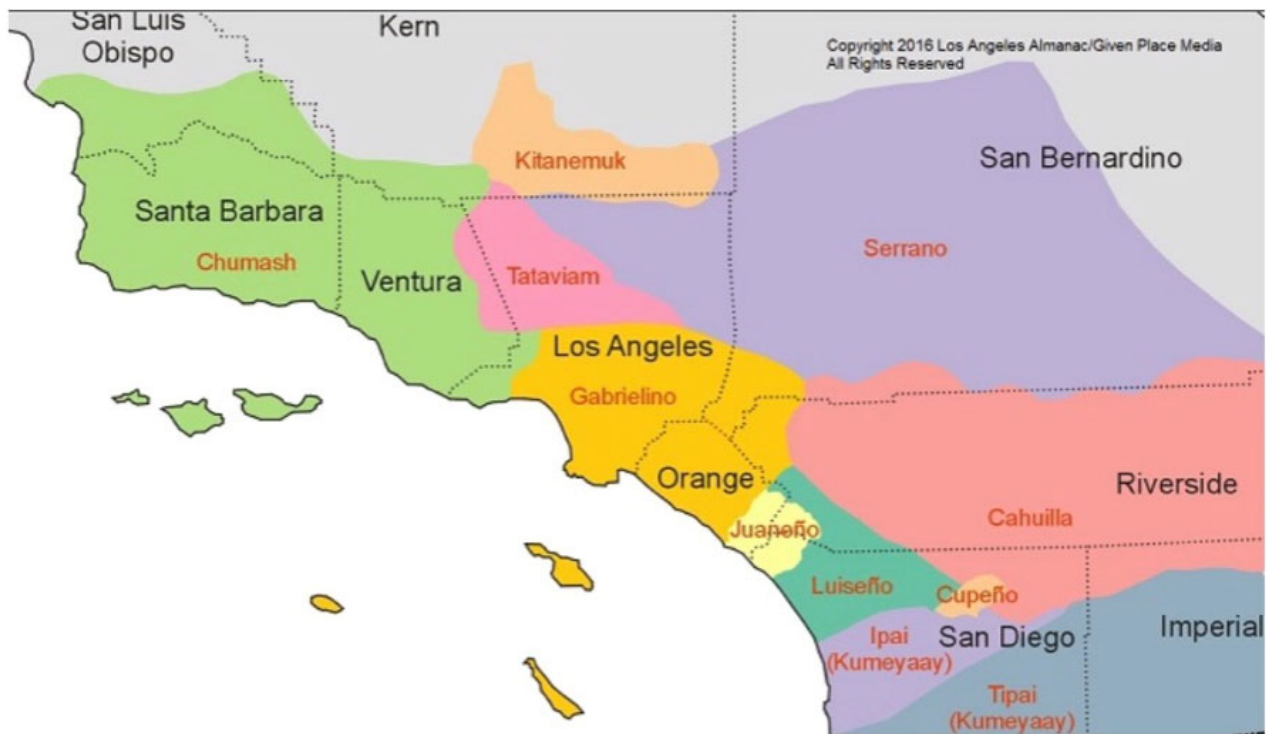 San Luis
Obispo
Kern
Copyright 2016 Los Angeles Almanac/Given Place Media
All Rights Reserved
Kitanemuk
San Bernardino
Santa Barbara
Chumash
Ventura
Tataviam
Serrano
Los Angeles
Gabrielino
Orange
Riverside
Juaneño
Cahuilla
Luiseño
Cupeño
Ipai
(Kumeyaay)
San Diego
Imperial
Tipai
(Kumeyaay)